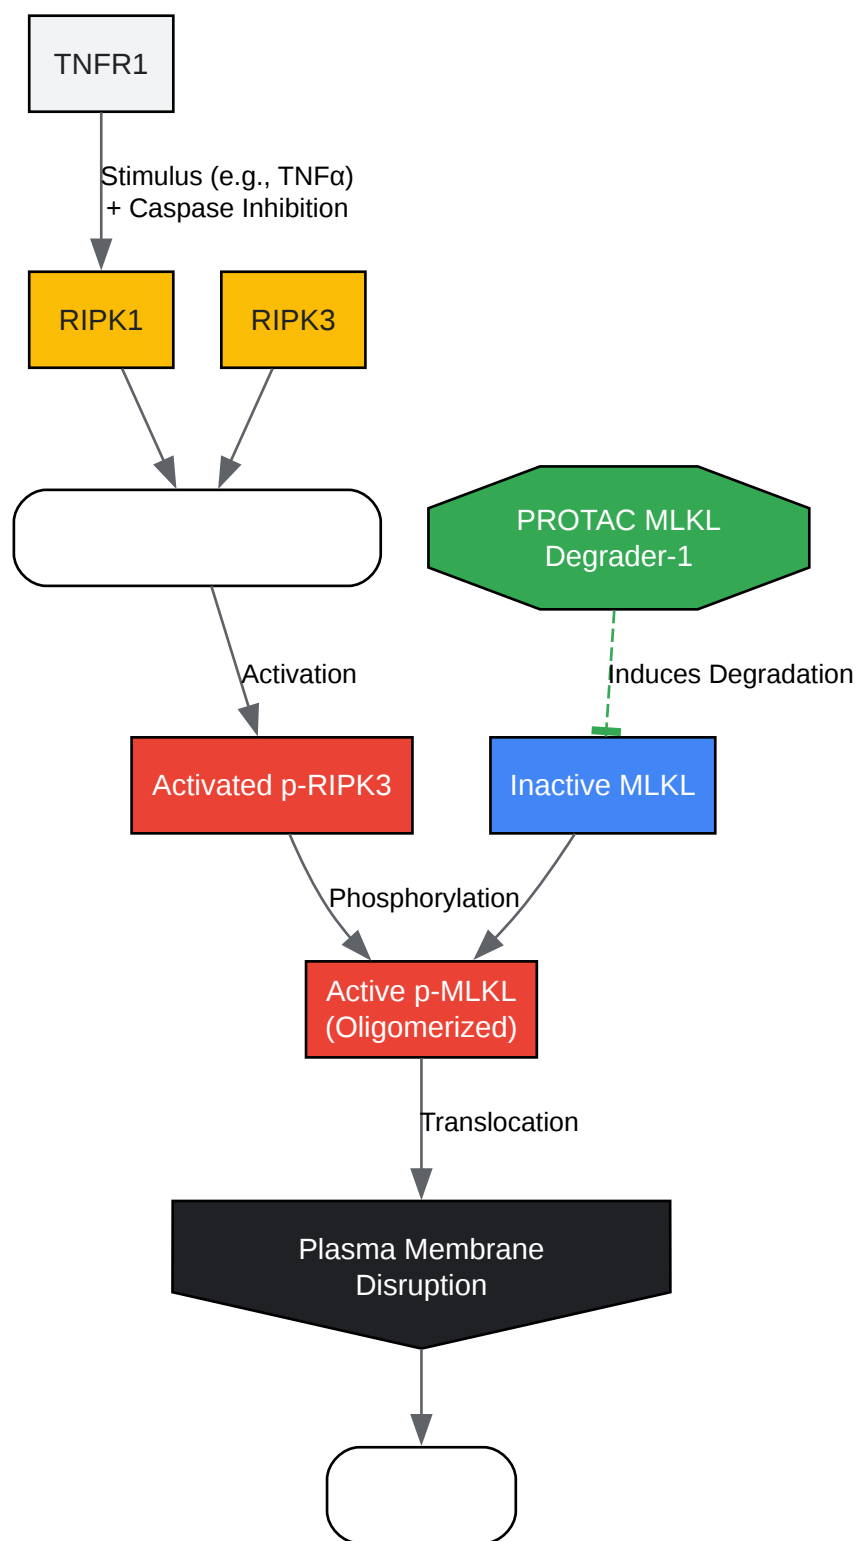 TNFR1
Stimulus (e.g., TNFα)
+ Caspase Inhibition
RIPK1
RIPK3
PROTAC MLKL
Degrader-1
Activation
Induces Degradation
Activated p-RIPK3
Inactive MLKL
Phosphorylation
Active p-MLKL
(Oligomerized)
Translocation
Plasma Membrane
Disruption